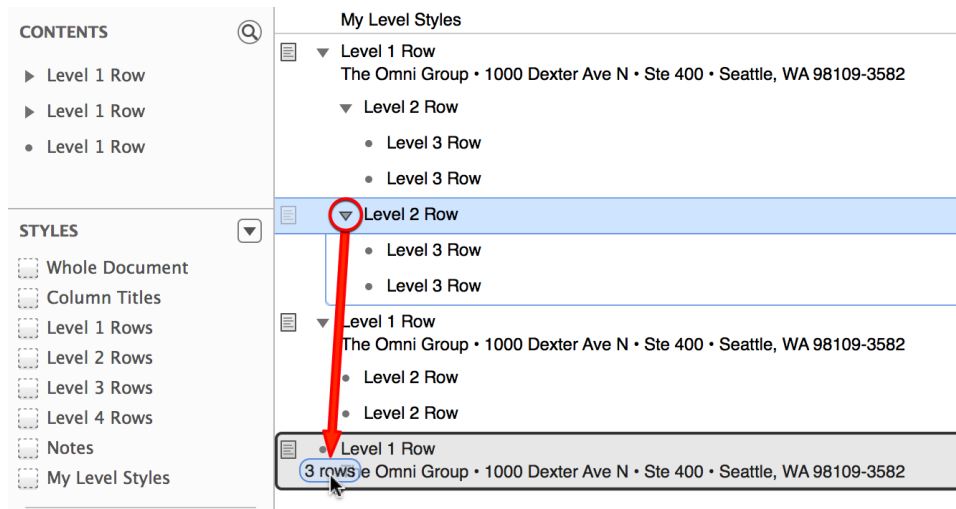 CONTENTS
Level 1 Row
Level 1 Row
Level 1 Row
STYLES
Whole Document
Column Titles
Level 1 Rows
Level 2 Rows
Level 3 Rows
Level 4 Rows
Notes
My Level Styles
My Level Styles
Level 1 Row
The Omni Group • 1000 Dexter Ave N • Ste 400 • Seattle, WA 98109-3582
Level 2 Row
Level 3 Row
Level 3 Row
Level 2 Row
Level 3 Row
Level 3 Row
Level 1 Row
The Omni Group • 1000 Dexter Ave N • Ste 400 • Seattle, WA 98109-3582
Level 2 Row
Level 2 Row
Level 1 Row
3 rows
The Omni Group • 1000 Dexter Ave N • Ste 400 • Seattle, WA 98109-3582